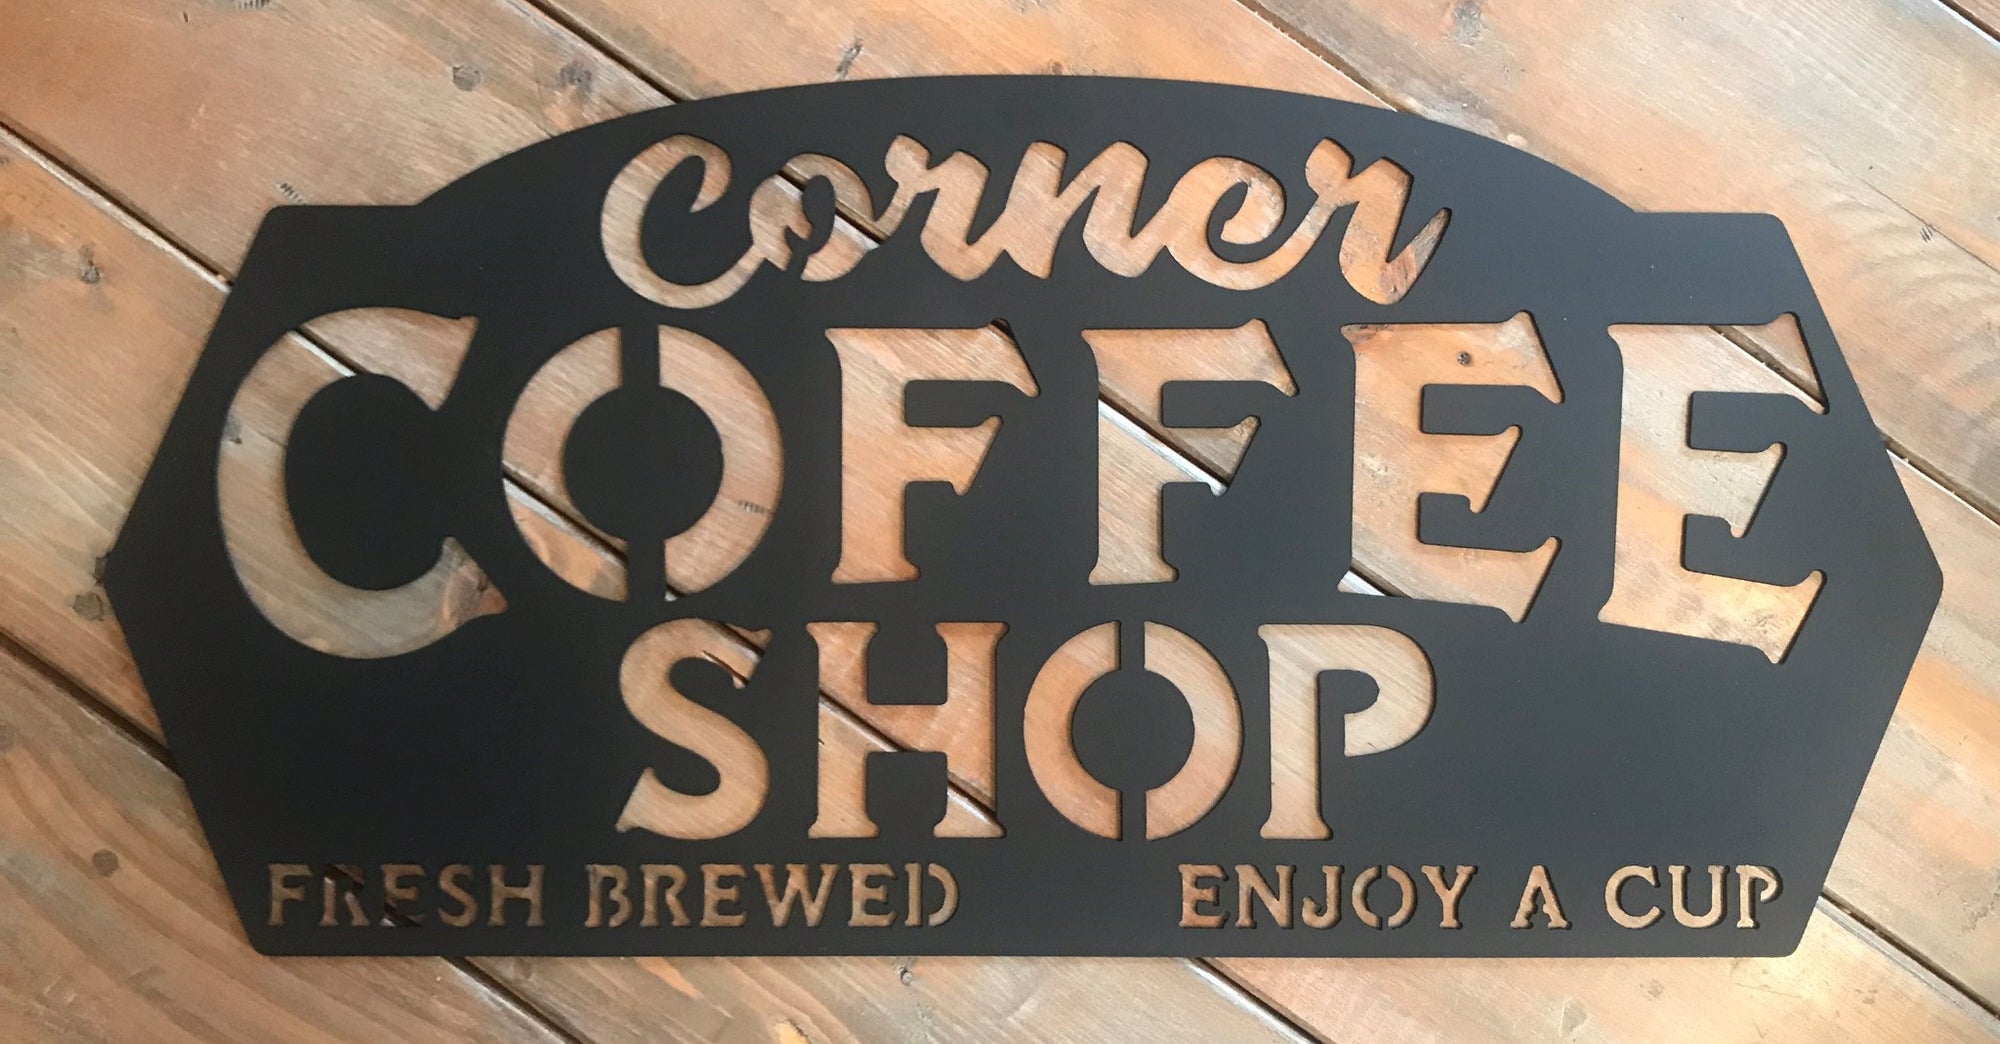 Corner
COFFEE
SHOP
FRESH BREWED ENJOY A CUP